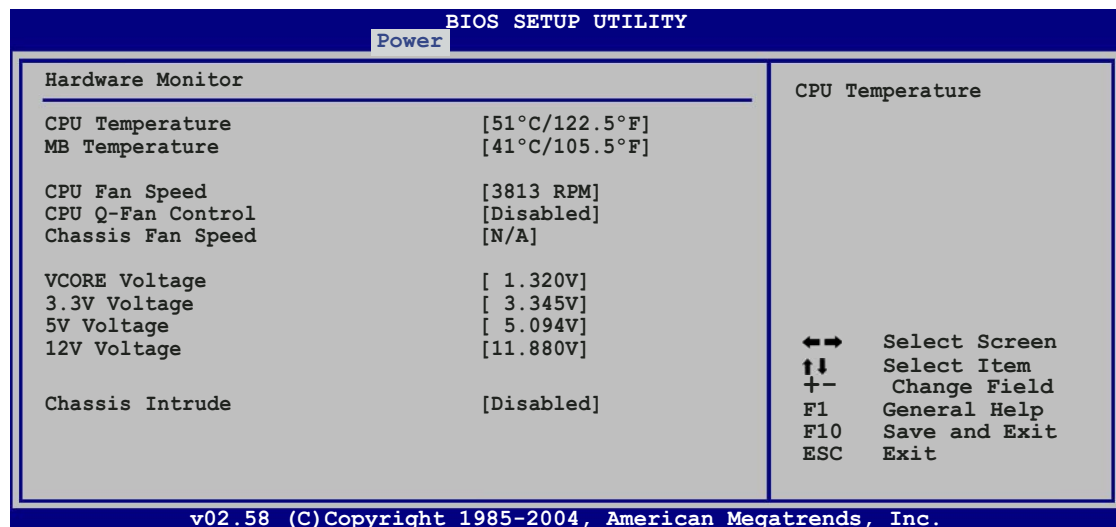 BIOS SETUP UTILITY
Power
Hardware Monitor
CPU Temperature [51°C/122.5°F]
MB Temperature [41°C/105.5°F]
CPU Fan Speed [3813 RPM]
CPU Q-Fan Control [Disabled]
Chassis Fan Speed [N/A]
VCORE Voltage [ 1.320V]
3.3V Voltage [ 3.345V]
5V Voltage [ 5.094V]
12V Voltage [11.880V]
Chassis Intrude [Disabled]
CPU Temperature
←→ Select Screen
↑↓ Select Item
+- Change Field
F1 General Help
F10 Save and Exit
ESC Exit
v02.58 (C)Copyright 1985-2004, American Megatrends, Inc.